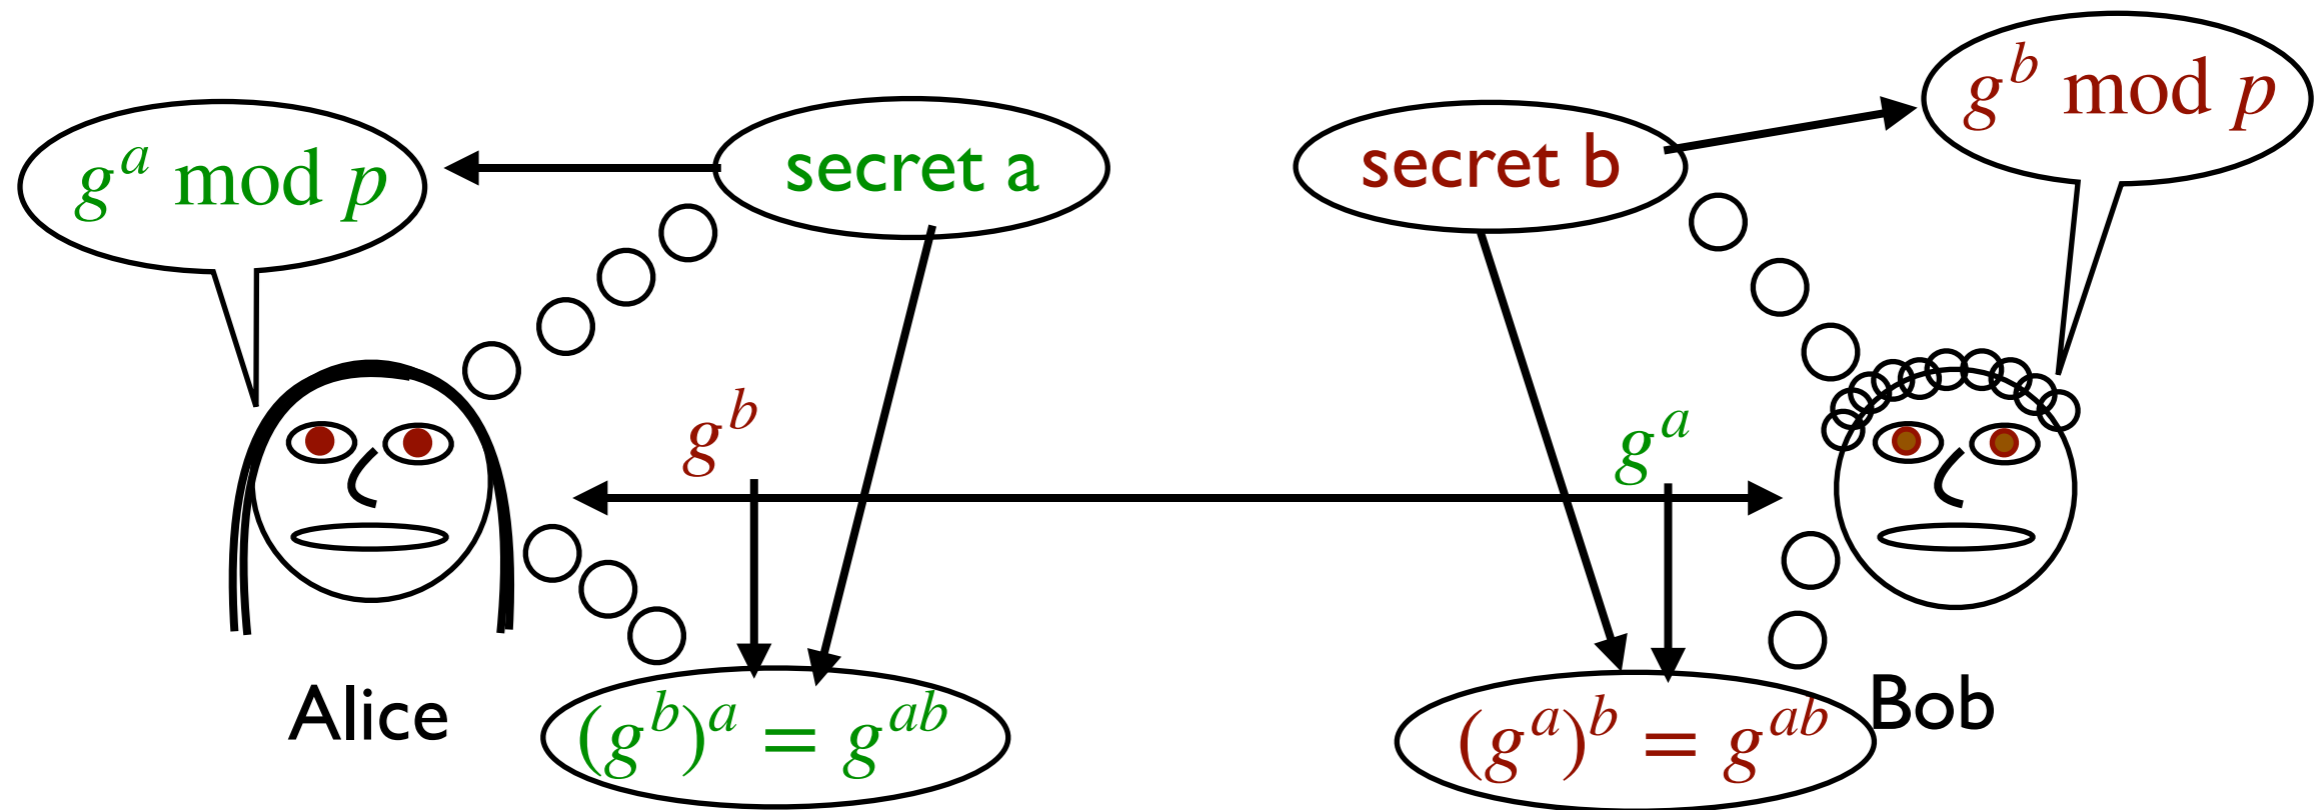 g^b mod p
g^a mod p
secret a
secret b
g^b
g^a
Alice
(g^b)^a = g^{ab}
(g^a)^b = g^{ab}
Bob